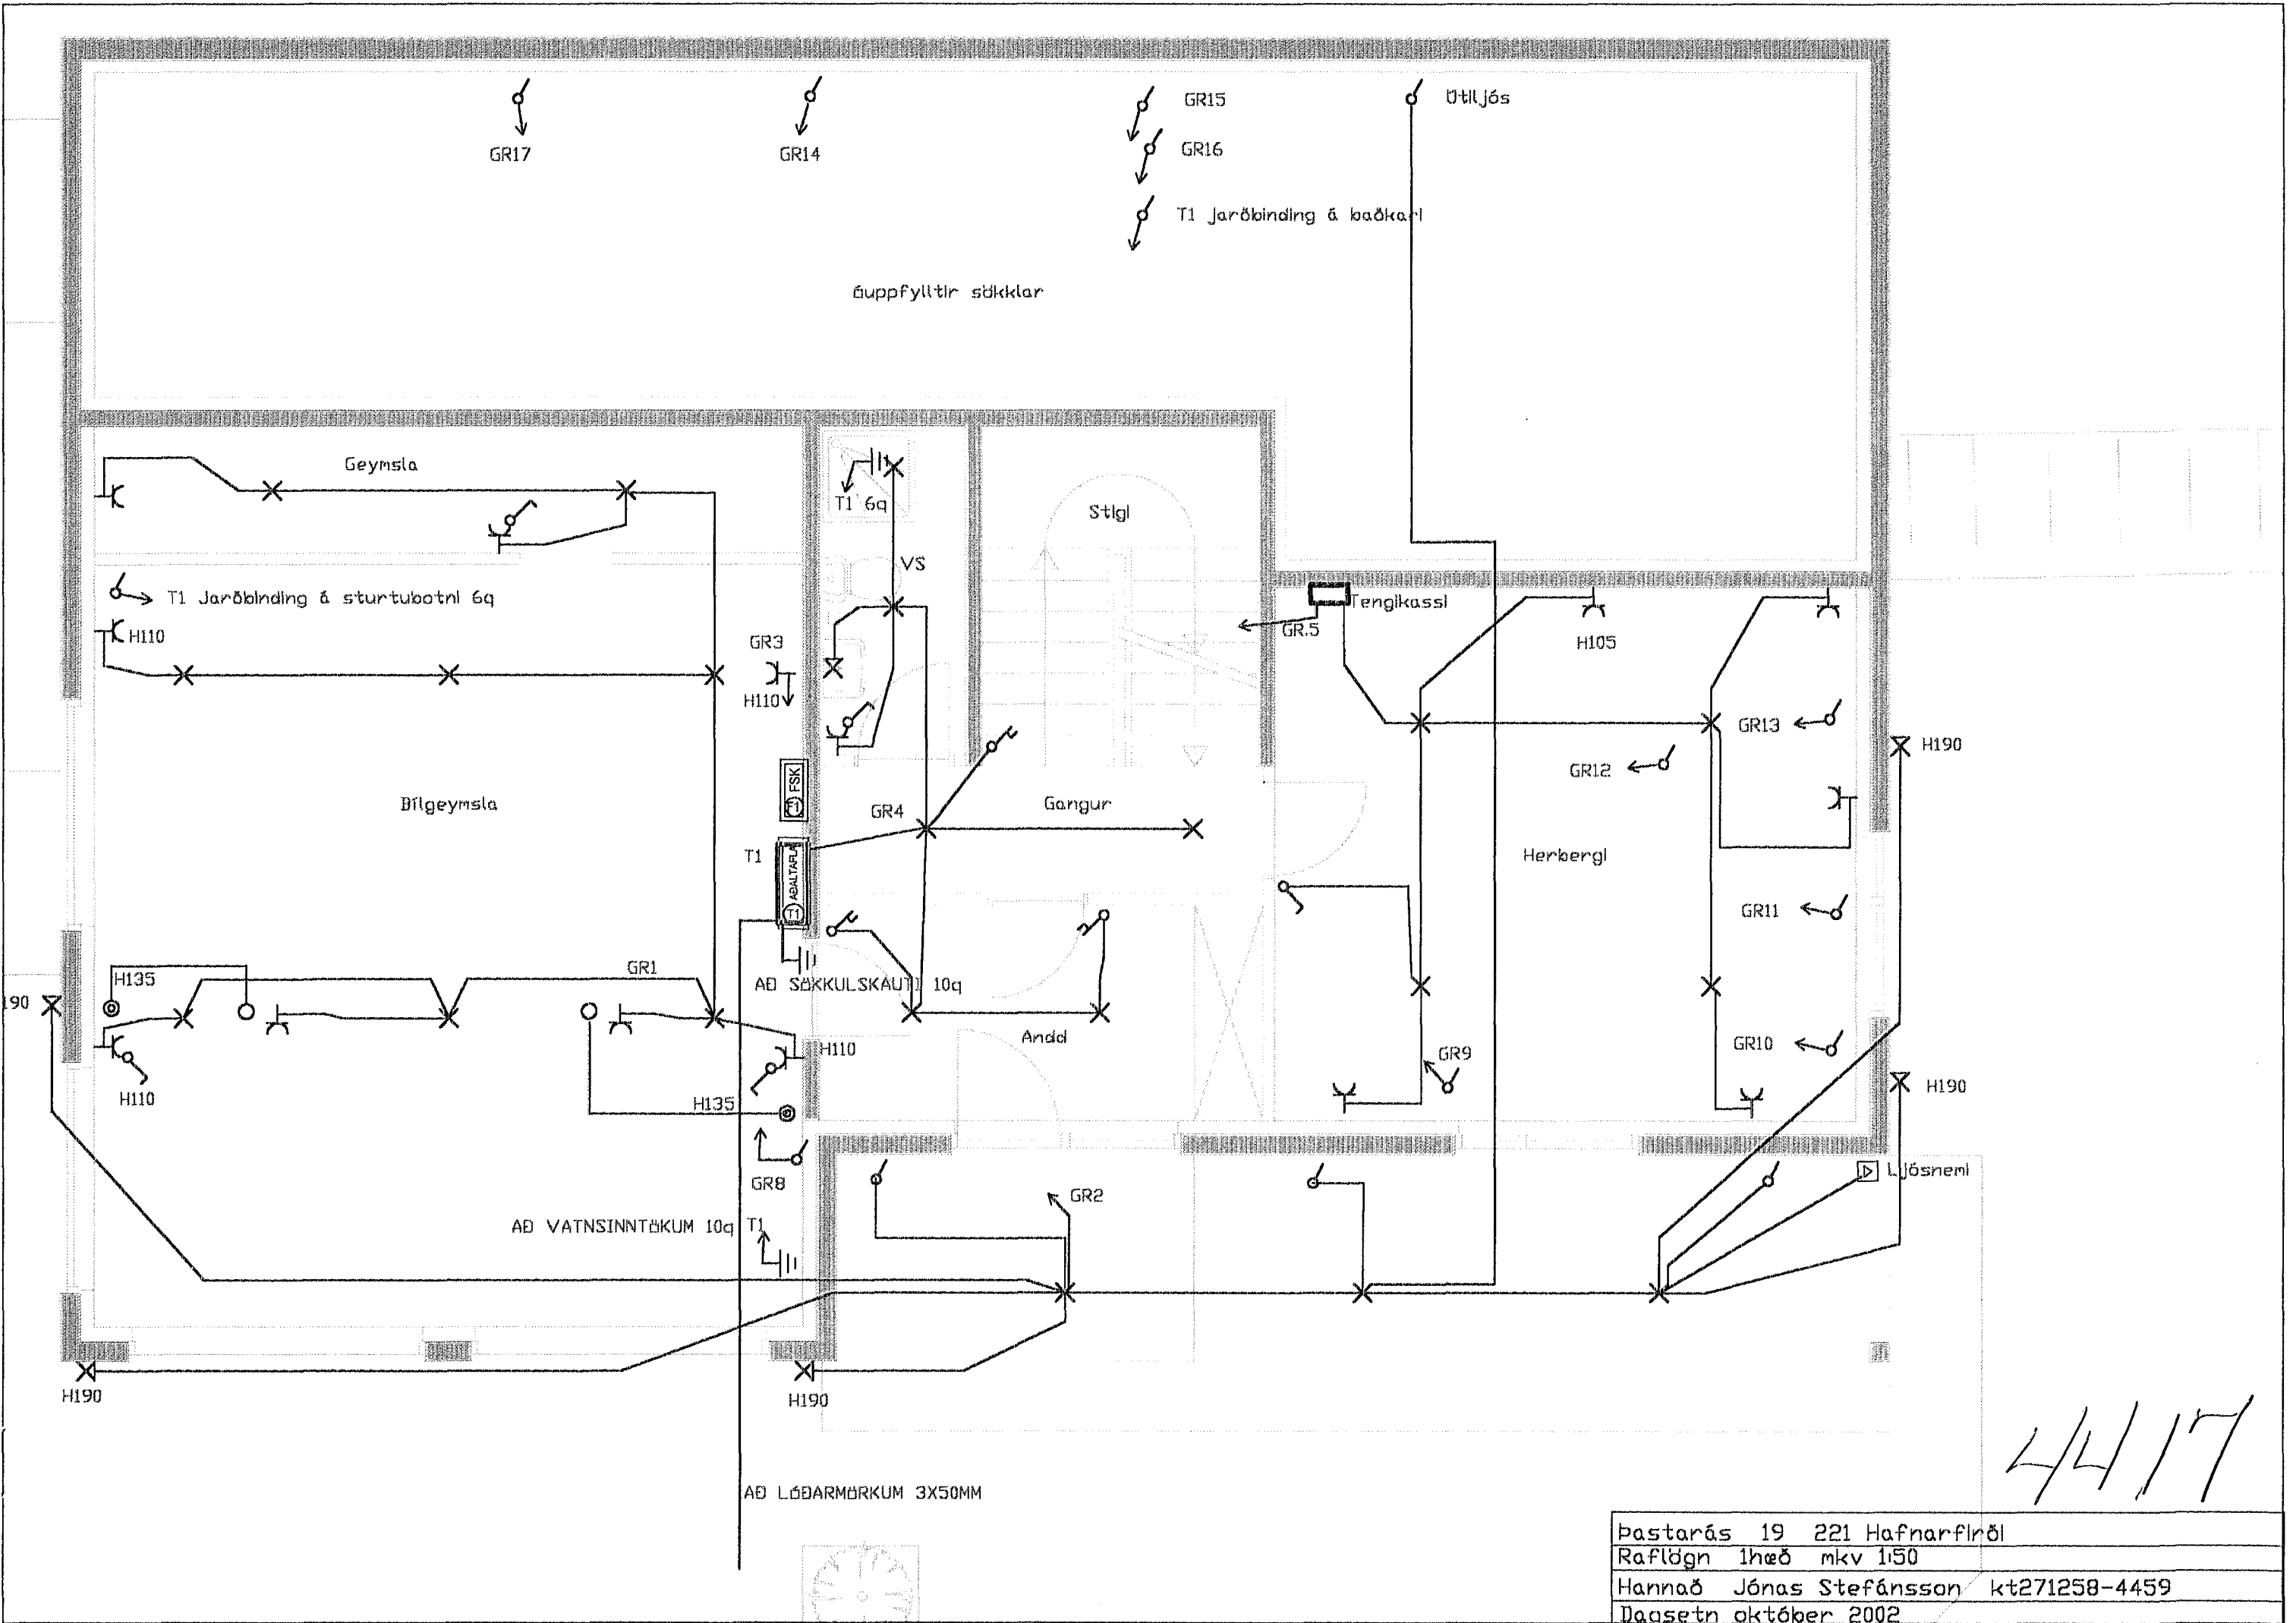 GR15
Útiljós
GR17
GR14
GR16
T1 jarðbinding á baðkari
óuppfylltir sökklar
Geymsla
T1 6q
Stigi
VS
T1 Jarðbinding á sturtubotni 6q
Tengikassi
GR.5
H110
GR3
H105
H110
GR13
H190
GR12
FSK
T1
Bílgeymsla
GR4
Gangur
T1
AÐALTAFLA
T1
Herbergi
GR11
GR1
H135
AÐ SÖKKULSKAUTI 10q
190
Andd
GR10
H110
GR9
H110
H135
H190
GR8
Ljósnemi
GR2
AÐ VATNSINNTÖKUM 10q T1
H190
H190
4417
AÐ LÓÐARMÖRKUM 3X50MM
Þastarás 19 221 Hafnarfirði
Raflögn 1hæð mkv 1:50
Hannað Jónas Stefánsson kt271258-4459
Dagsetn október 2002